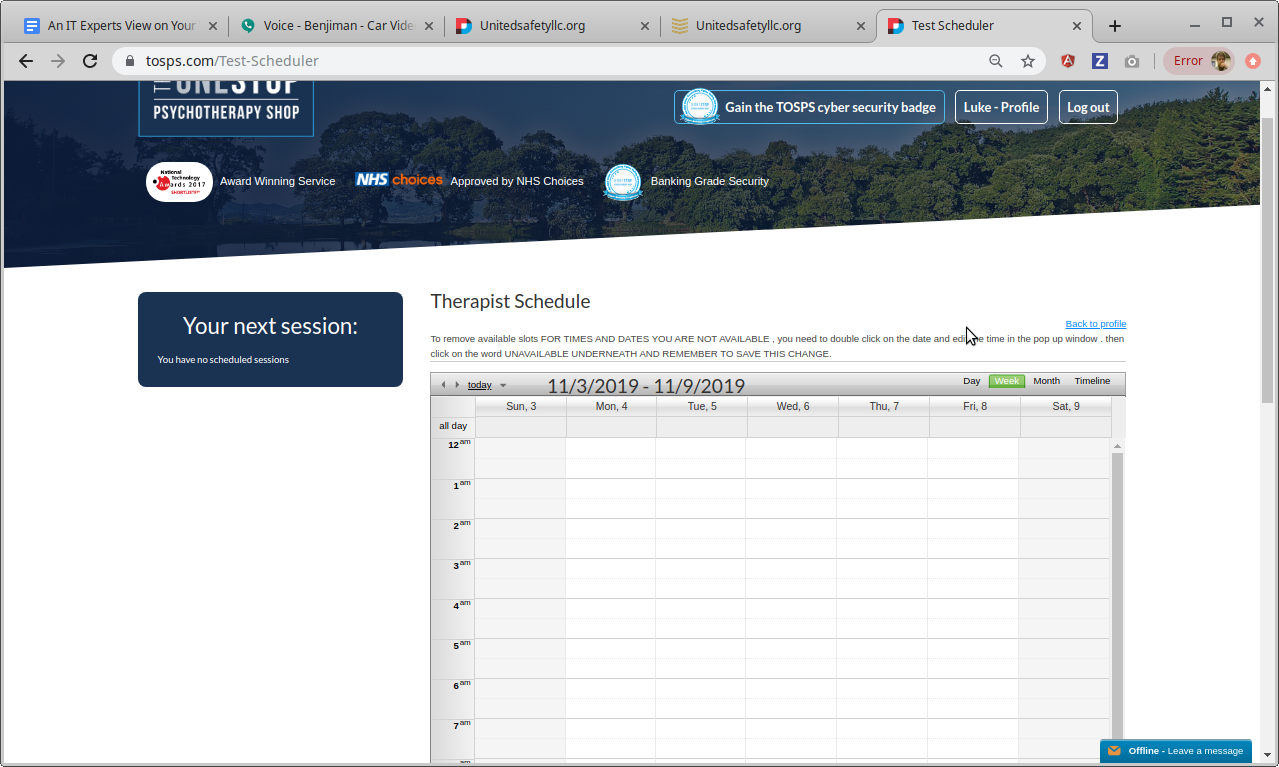 An IT Experts View on Your
Voice - Benjiman - Car Vide
Unitedsafetyllc.org
Unitedsafetyllc.org
Test Scheduler
tosps.com/Test-Scheduler
Error
THE ONE STOP
PSYCHOTHERAPY SHOP
Gain the TOSPS cyber security badge
Luke - Profile
Log out
National
Technology
Awards 2017
SHORTLISTED
Award Winning Service
NHS choices
Approved by NHS Choices
Banking Grade Security
Your next session:
You have no scheduled sessions
Therapist Schedule
Back to profile
To remove available slots FOR TIMES AND DATES YOU ARE NOT AVAILABLE , you need to double click on the date and edit the time in the pop up window . then
click on the word UNAVAILABLE UNDERNEATH AND REMEMBER TO SAVE THIS CHANGE.
today
11/3/2019 - 11/9/2019
Day Week Month Timeline
Sun, 3 Mon, 4 Tue, 5 Wed, 6 Thu, 7 Fri, 8 Sat, 9
all day
12 am
1 am
2 am
3 am
4 am
5 am
6 am
7 am
am
Offline - Leave a message